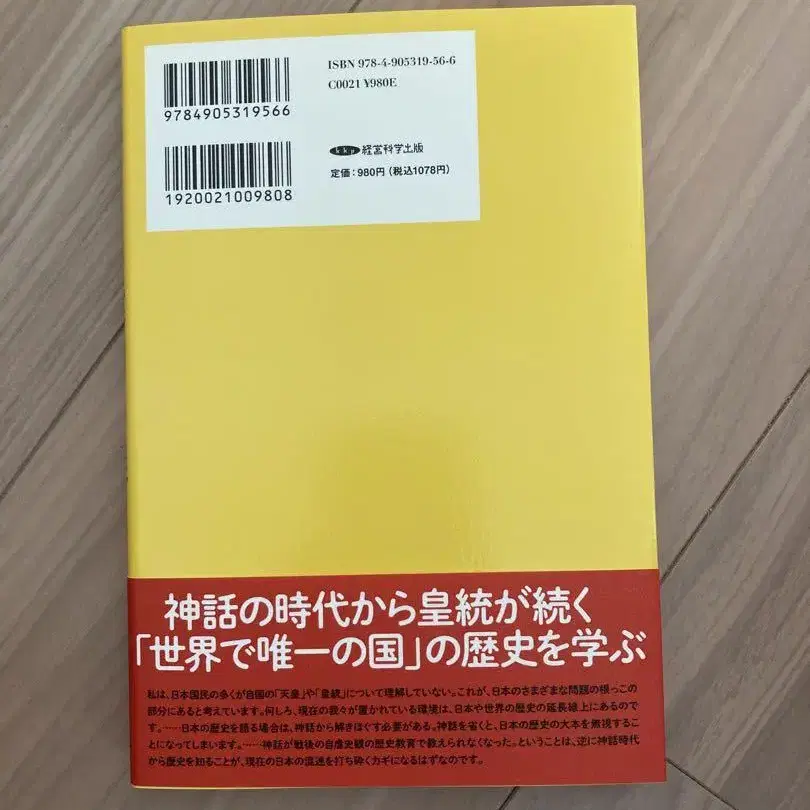 ISBN 978-4-905319-56-6
C0021 ¥980E
9784905319566
kkp 経営科学出版
定価：980円（税込1078円）
1920021009808
神話の時代から皇統が続く
「世界で唯一の国」の歴史を学ぶ
私は、日本国民の多くが自国の「天皇」や「皇統」について理解していない。これが、日本のさまざまな問題の根っこの
部分にあると考えています。何しろ、現在の我々が置かれている環境は、日本や世界の歴史の延長線上にあるので
す。……日本の歴史を語る場合は、神話から解きほぐす必要がある。神話を省くと、日本の歴史の大本を無視するこ
とになってしまいます。……神話が戦後の自虐史観の歴史教育で教えられなくなった。ということは、逆に神話時代
から歴史を知ることが、現在の日本の混迷を打ち砕くカギになるはずなのです。